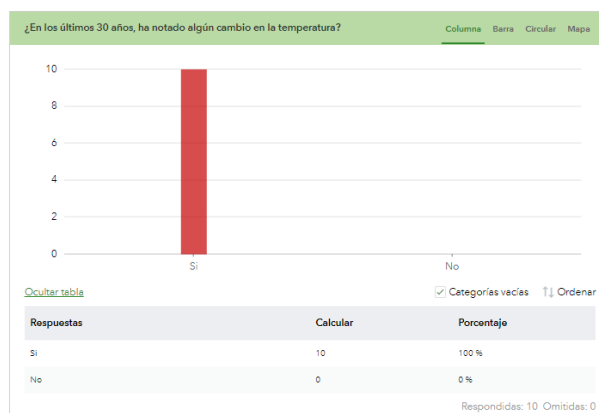 ¿En los últimos 30 años, ha notado algún cambio en la temperatura? Columna Barra Circular Mapa
10
8
6
4
2
0
Si No
Ocultar tabla Categorías vacías Ordenar
Respuestas Calcular Porcentaje
Si 10 100 %
No 0 0 %
Respondidas: 10 Omitidas: 0